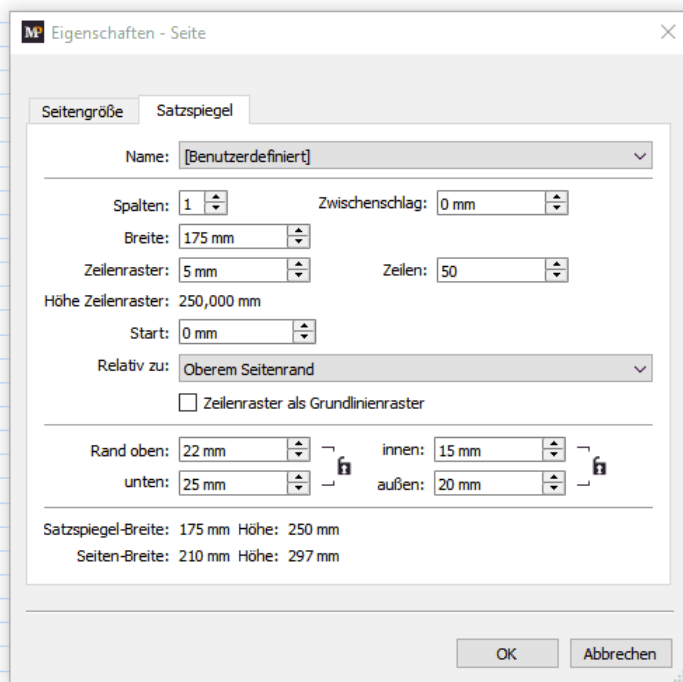 MP Eigenschaften - Seite
Seitengröße Satzspiegel
Name: [Benutzerdefiniert]
Spalten: 1 Zwischenschlag: 0 mm
Breite: 175 mm
Zeilenraster: 5 mm Zeilen: 50
Höhe Zeilenraster: 250,000 mm
Start: 0 mm
Relativ zu: Oberem Seitenrand
Zeilenraster als Grundlinienraster
Rand oben: 22 mm innen: 15 mm
unten: 25 mm außen: 20 mm
Satzspiegel-Breite: 175 mm Höhe: 250 mm
Seiten-Breite: 210 mm Höhe: 297 mm
OK Abbrechen